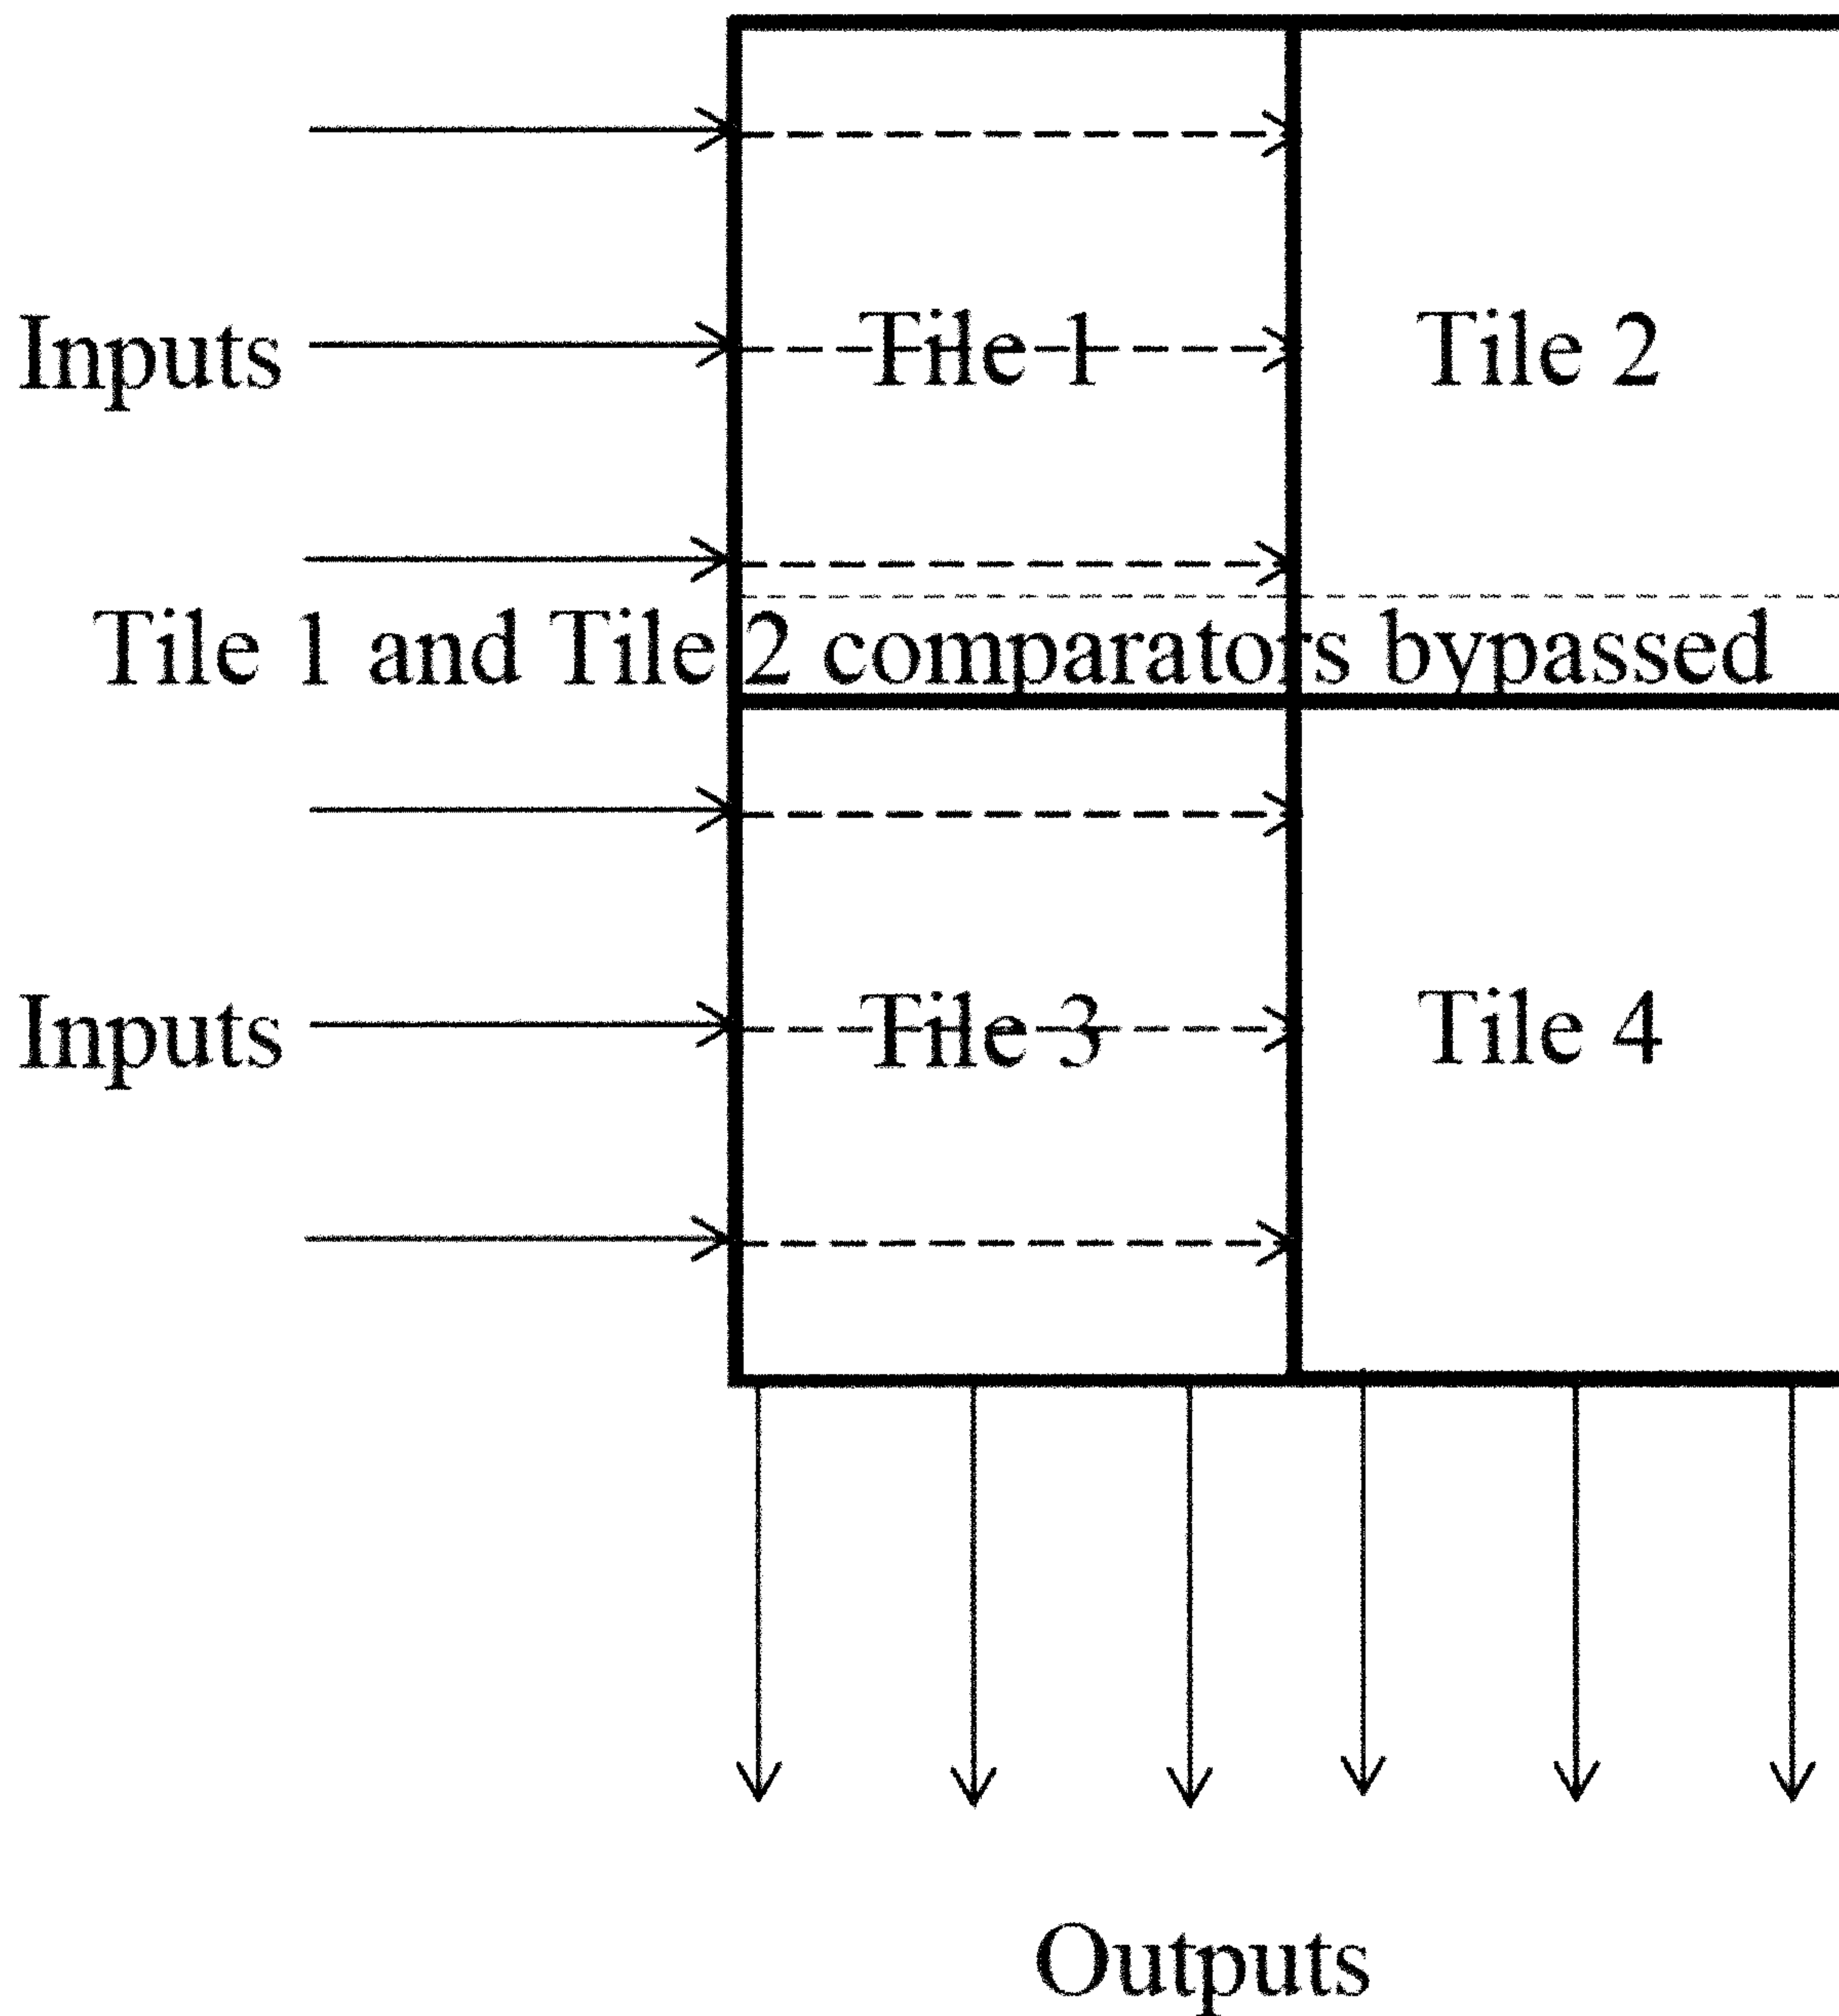 Inputs
Tile 1
Tile 2
Tile 1 and Tile 2 comparators bypassed
Inputs
Tile 3
Tile 4
Outputs